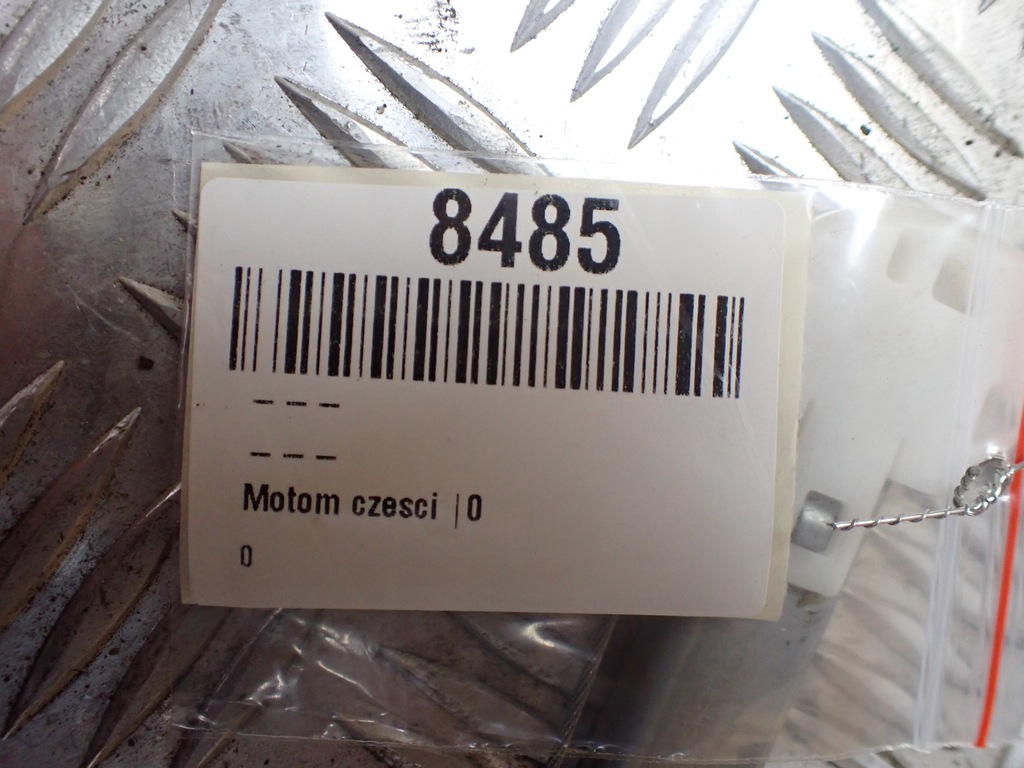 8485
--- --- ---
--- --- ---
Motom czesci |0
0